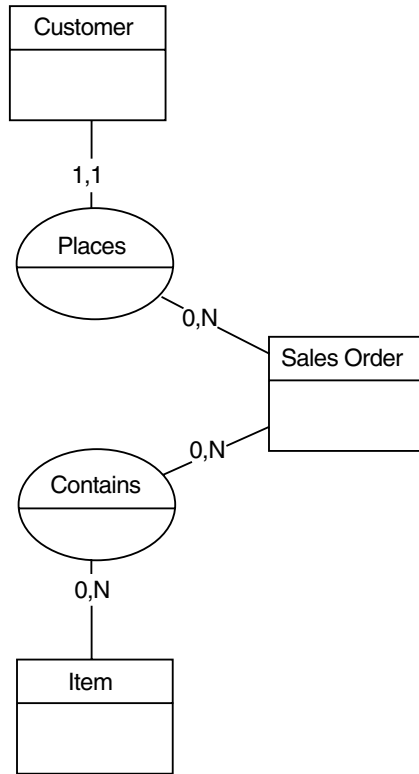 Customer
1,1
Places
0,N
Sales Order
0,N
Contains
0,N
Item